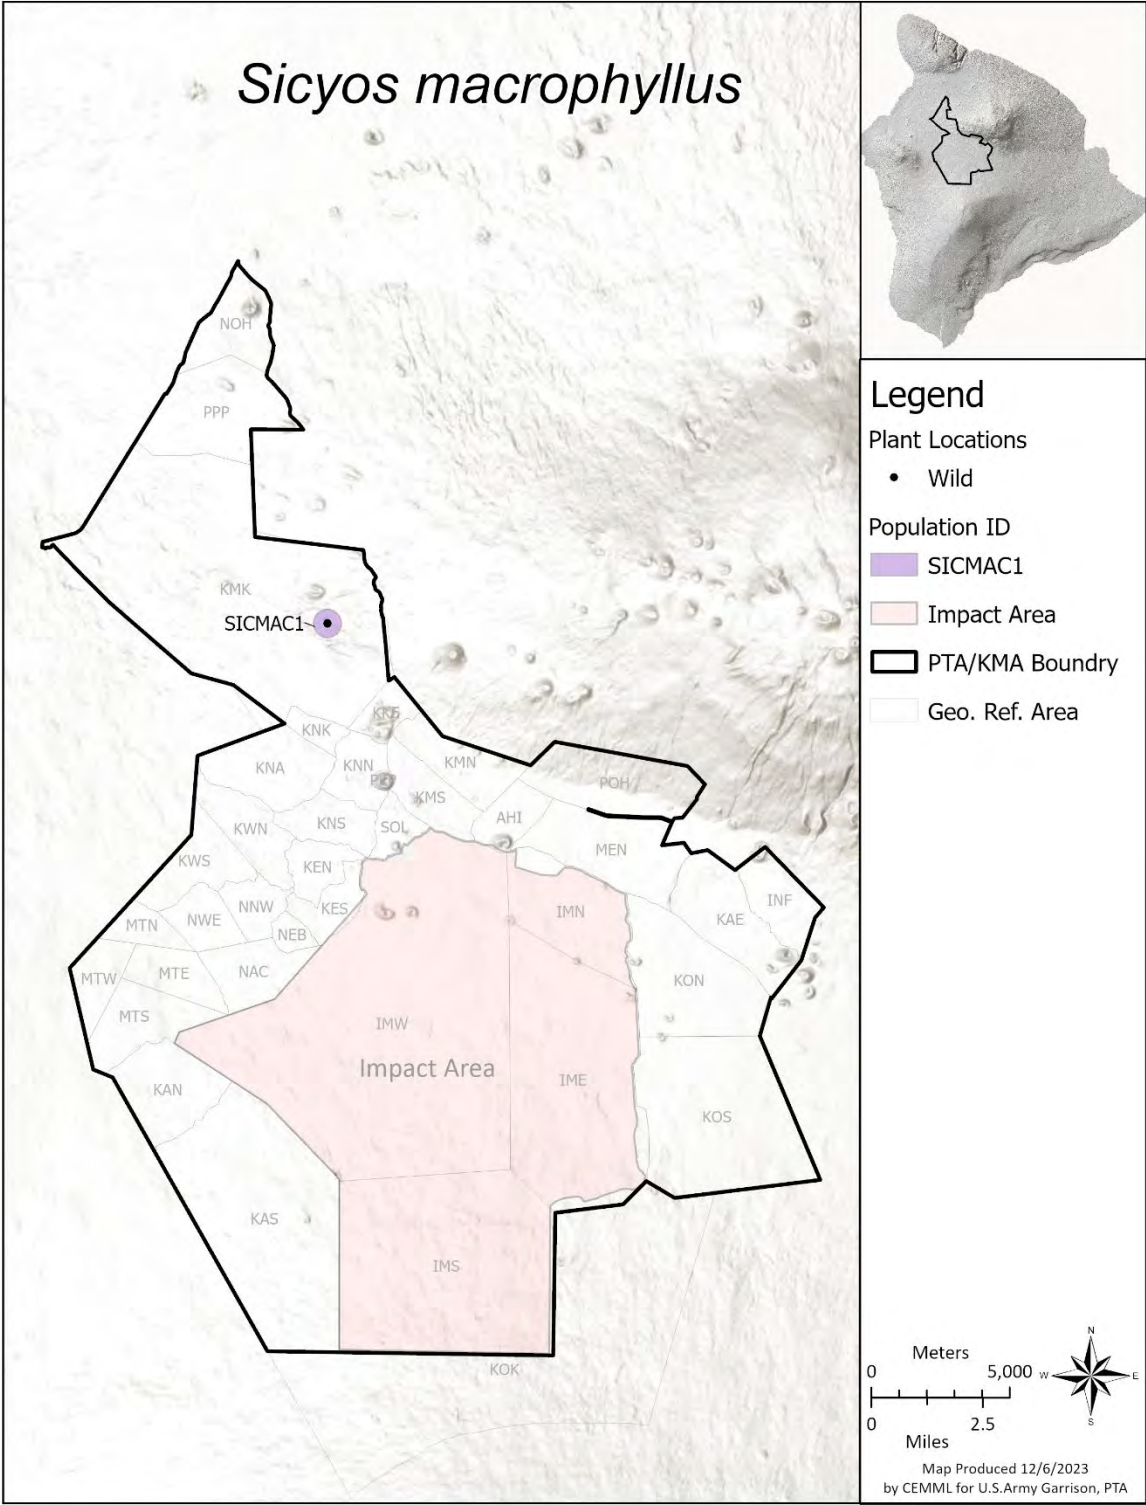 Sicyos macrophyllus
NOH
PPP
KMK
SICMAC1
KNK
KNA
KNN
KMN
POH
KMS
AHI
KWN
KNS
SOL
MEN
KWS
KEN
INF
NNW
KES
IMN
KAE
MTN
NWE
NEB
MTW
MTE
NAC
KON
MTS
IMW
Impact Area
IME
KAN
KOS
KAS
IMS
KOK
Legend
Plant Locations
Wild
Population ID
SICMAC1
Impact Area
PTA/KMA Boundry
Geo. Ref. Area
Meters
0 5,000
0 2.5
Miles
N
W E
S
Map Produced 12/6/2023
by CEMML for U.S.Army Garrison, PTA